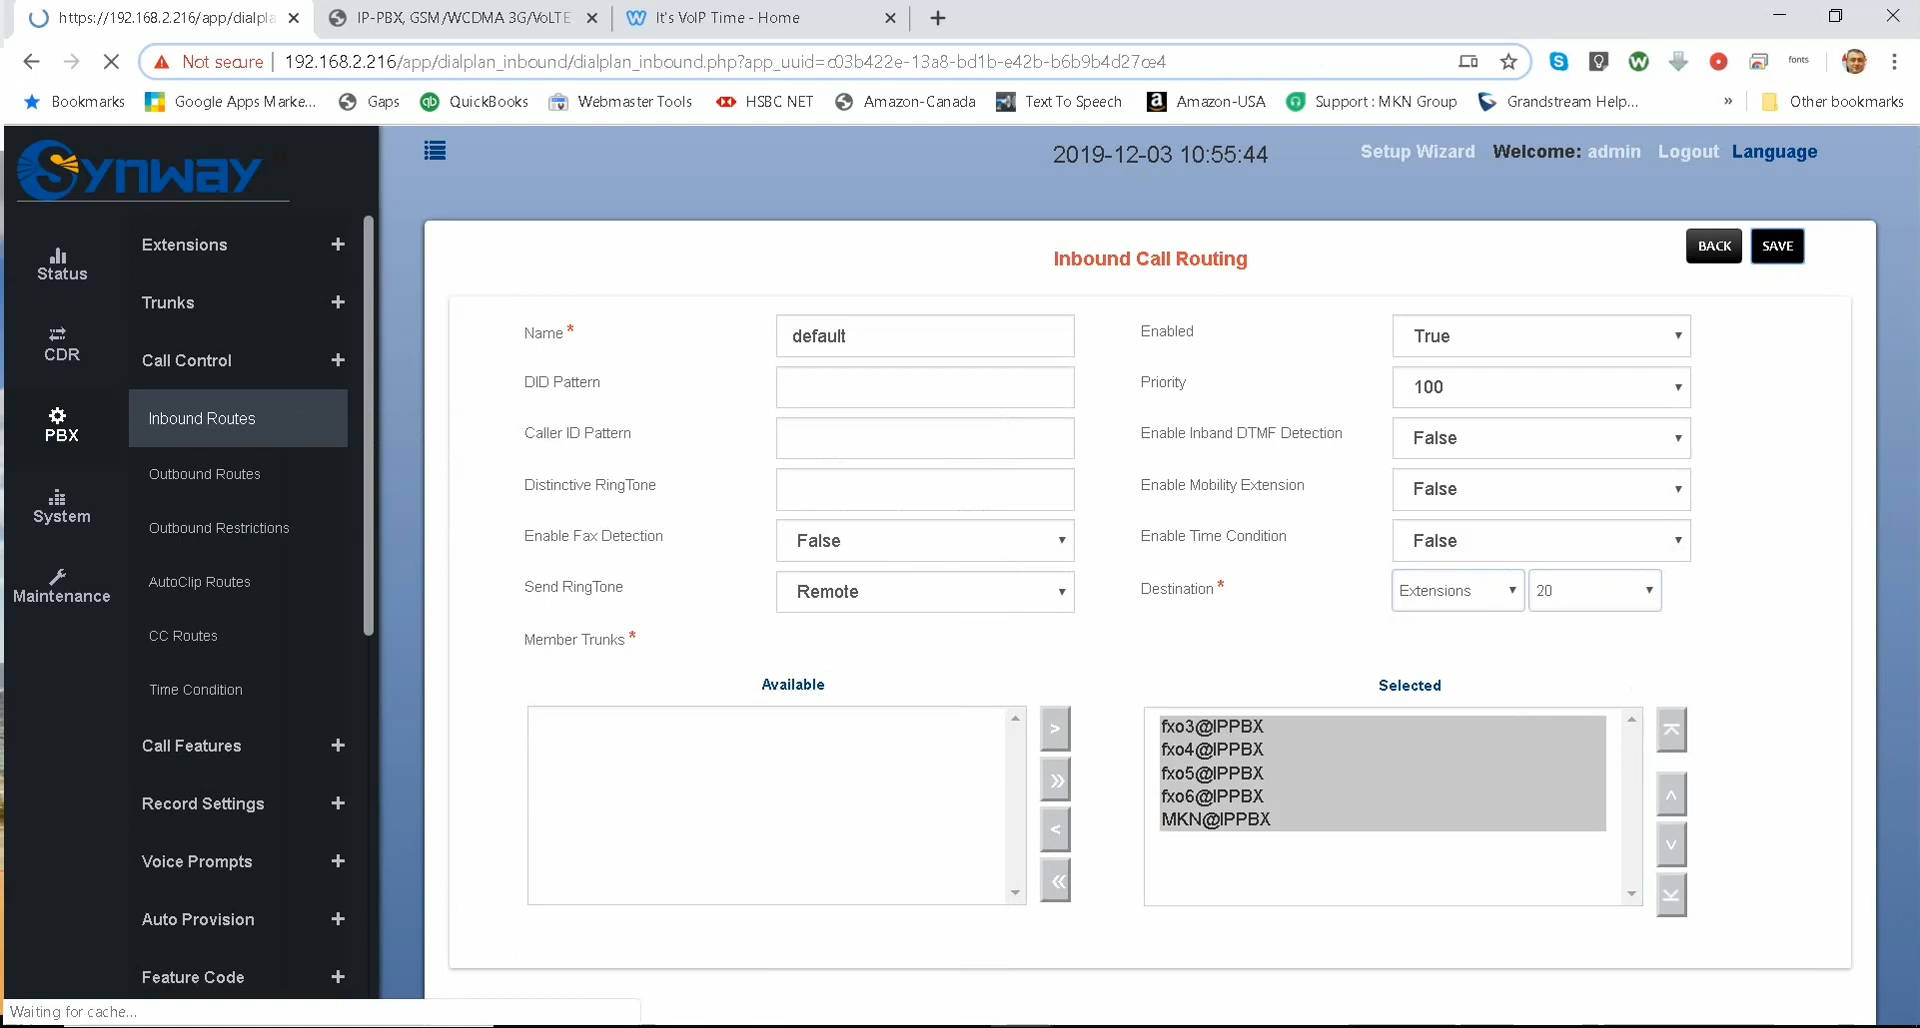 https://192.168.2.216/app/dialpla
IP-PBX, GSM/WCDMA 3G/VoLTE
It's VoIP Time - Home
Not secure
192.168.2.216/app/dialplan_inbound/dialplan_inbound.php?app_uuid=c03b422e-13a8-bd1b-e42b-b6b9b4d27ce4
fonts
Bookmarks
Google Apps Marke...
Gaps
QuickBooks
Webmaster Tools
HSBC NET
Amazon-Canada
Text To Speech
Amazon-USA
Support : MKN Group
Grandstream Help...
»
Other bookmarks
Synway
2019-12-03 10:55:44
Setup Wizard
Welcome: admin
Logout
Language
Status
CDR
PBX
System
Maintenance
Extensions +
Trunks +
Call Control +
Inbound Routes
Outbound Routes
Outbound Restrictions
AutoClip Routes
CC Routes
Time Condition
Call Features +
Record Settings +
Voice Prompts +
Auto Provision +
Feature Code +
Inbound Call Routing
BACK
SAVE
Name * default
Enabled True
DID Pattern
Priority 100
Caller ID Pattern
Enable Inband DTMF Detection False
Distinctive RingTone
Enable Mobility Extension False
Enable Fax Detection False
Enable Time Condition False
Send RingTone Remote
Destination * Extensions 20
Member Trunks *
Available
Selected
>
»
<
«
fxo3@IPPBX
fxo4@IPPBX
fxo5@IPPBX
fxo6@IPPBX
MKN@IPPBX
Waiting for cache...